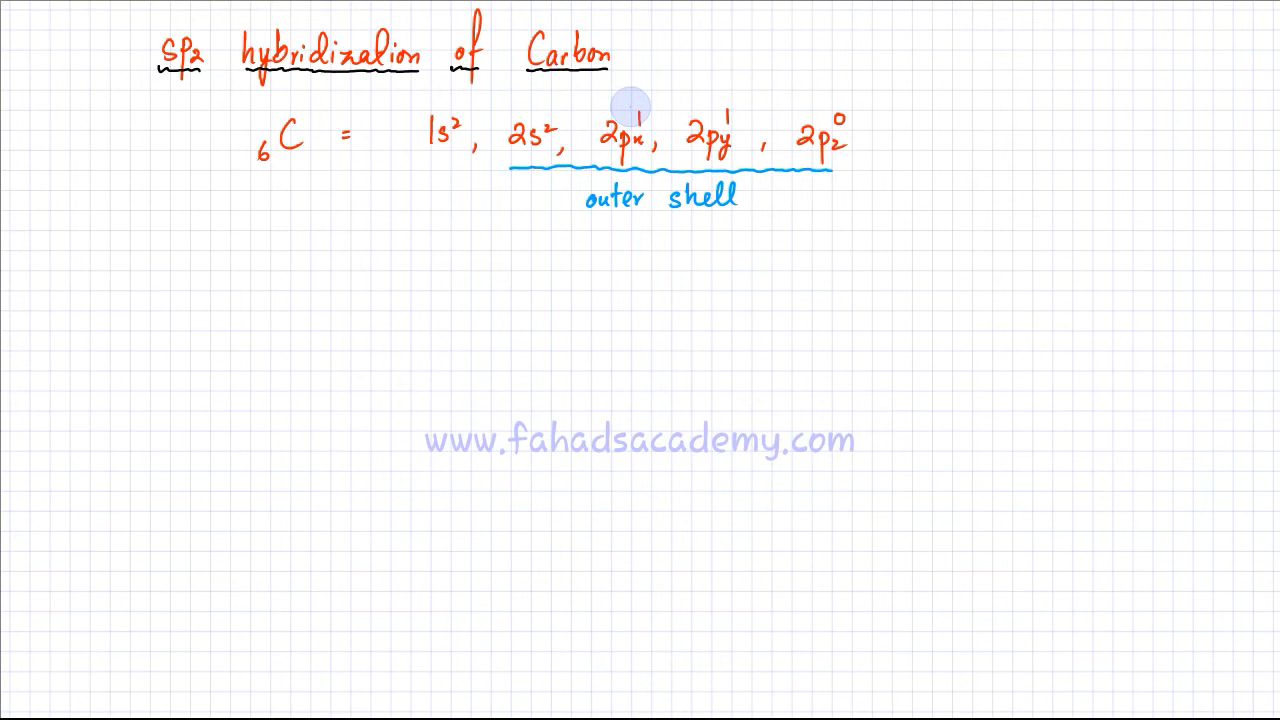 sp2 hybridization of Carbon
6C = 1s², 2s², 2px¹, 2py¹, 2pz⁰
outer shell
www.fahadsacademy.com